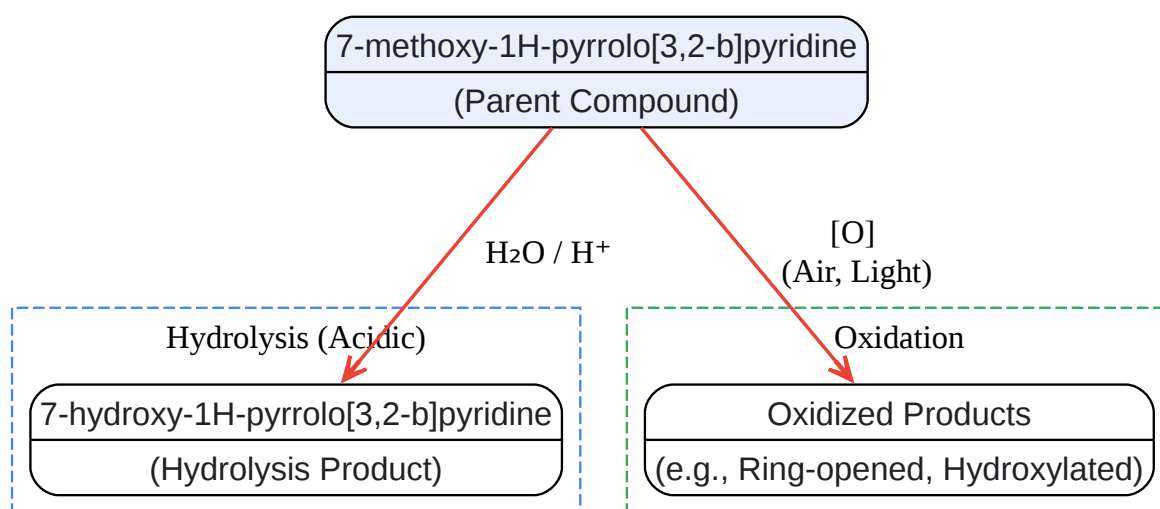 7-methoxy-1H-pyrrolo[3,2-b]pyridine
(Parent Compound)
H₂O / H⁺
[O]
(Air, Light)
Hydrolysis (Acidic)
Oxidation
7-hydroxy-1H-pyrrolo[3,2-b]pyridine
(Hydrolysis Product)
Oxidized Products
(e.g., Ring-opened, Hydroxylated)